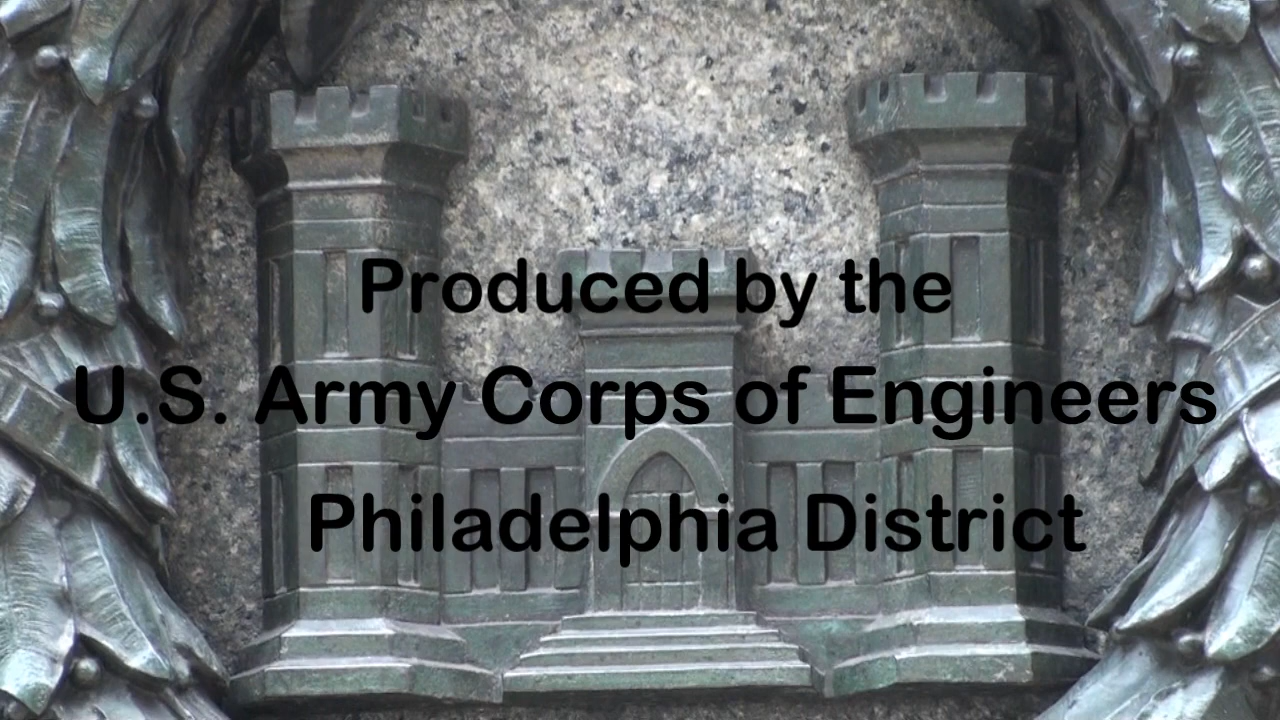 Produced by the
U.S. Army Corps of Engineers
Philadelphia District